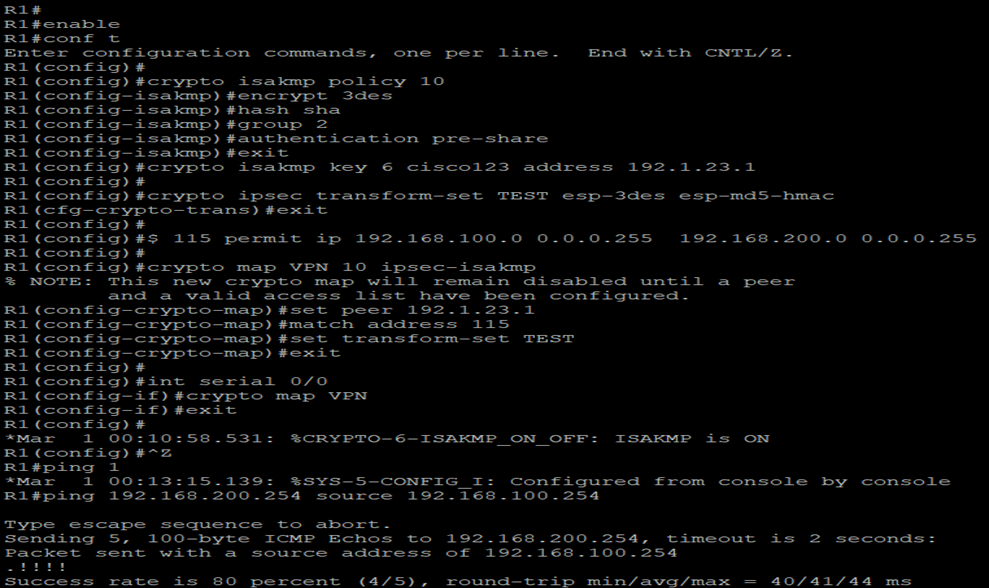 R1#
R1#enable
R1#conf t
Enter configuration commands, one per line.  End with CNTL/Z.
R1(config)#
R1(config)#crypto isakmp policy 10
R1(config-isakmp)#encrypt 3des
R1(config-isakmp)#hash sha
R1(config-isakmp)#group 2
R1(config-isakmp)#authentication pre-share
R1(config-isakmp)#exit
R1(config)#crypto isakmp key 6 cisco123 address 192.1.23.1
R1(config)#
R1(config)#crypto ipsec transform-set TEST esp-3des esp-md5-hmac
R1(cfg-crypto-trans)#exit
R1(config)#
R1(config)#$ 115 permit ip 192.168.100.0 0.0.0.255  192.168.200.0 0.0.0.255
R1(config)#
R1(config)#crypto map VPN 10 ipsec-isakmp
% NOTE: This new crypto map will remain disabled until a peer
        and a valid access list have been configured.
R1(config-crypto-map)#set peer 192.1.23.1
R1(config-crypto-map)#match address 115
R1(config-crypto-map)#set transform-set TEST
R1(config-crypto-map)#exit
R1(config)#
R1(config)#int serial 0/0
R1(config-if)#crypto map VPN
R1(config-if)#exit
R1(config)#
*Mar  1 00:10:58.531: %CRYPTO-6-ISAKMP_ON_OFF: ISAKMP is ON
R1(config)#^Z
R1#ping 1
*Mar  1 00:13:15.139: %SYS-5-CONFIG_I: Configured from console by console
R1#ping 192.168.200.254 source 192.168.100.254
Type escape sequence to abort.
Sending 5, 100-byte ICMP Echos to 192.168.200.254, timeout is 2 seconds:
Packet sent with a source address of 192.168.100.254
.!!!!
Success rate is 80 percent (4/5), round-trip min/avg/max = 40/41/44 ms